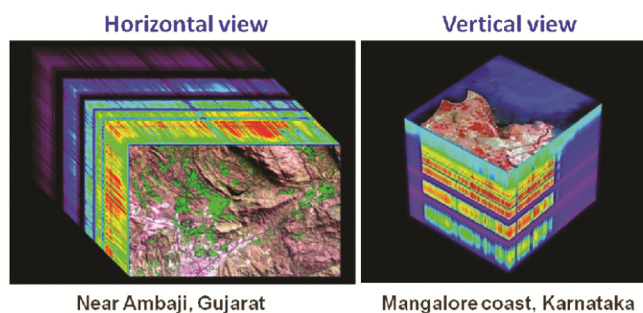 Horizontal view
Vertical view
Near Ambaji, Gujarat
Mangalore coast, Karnataka